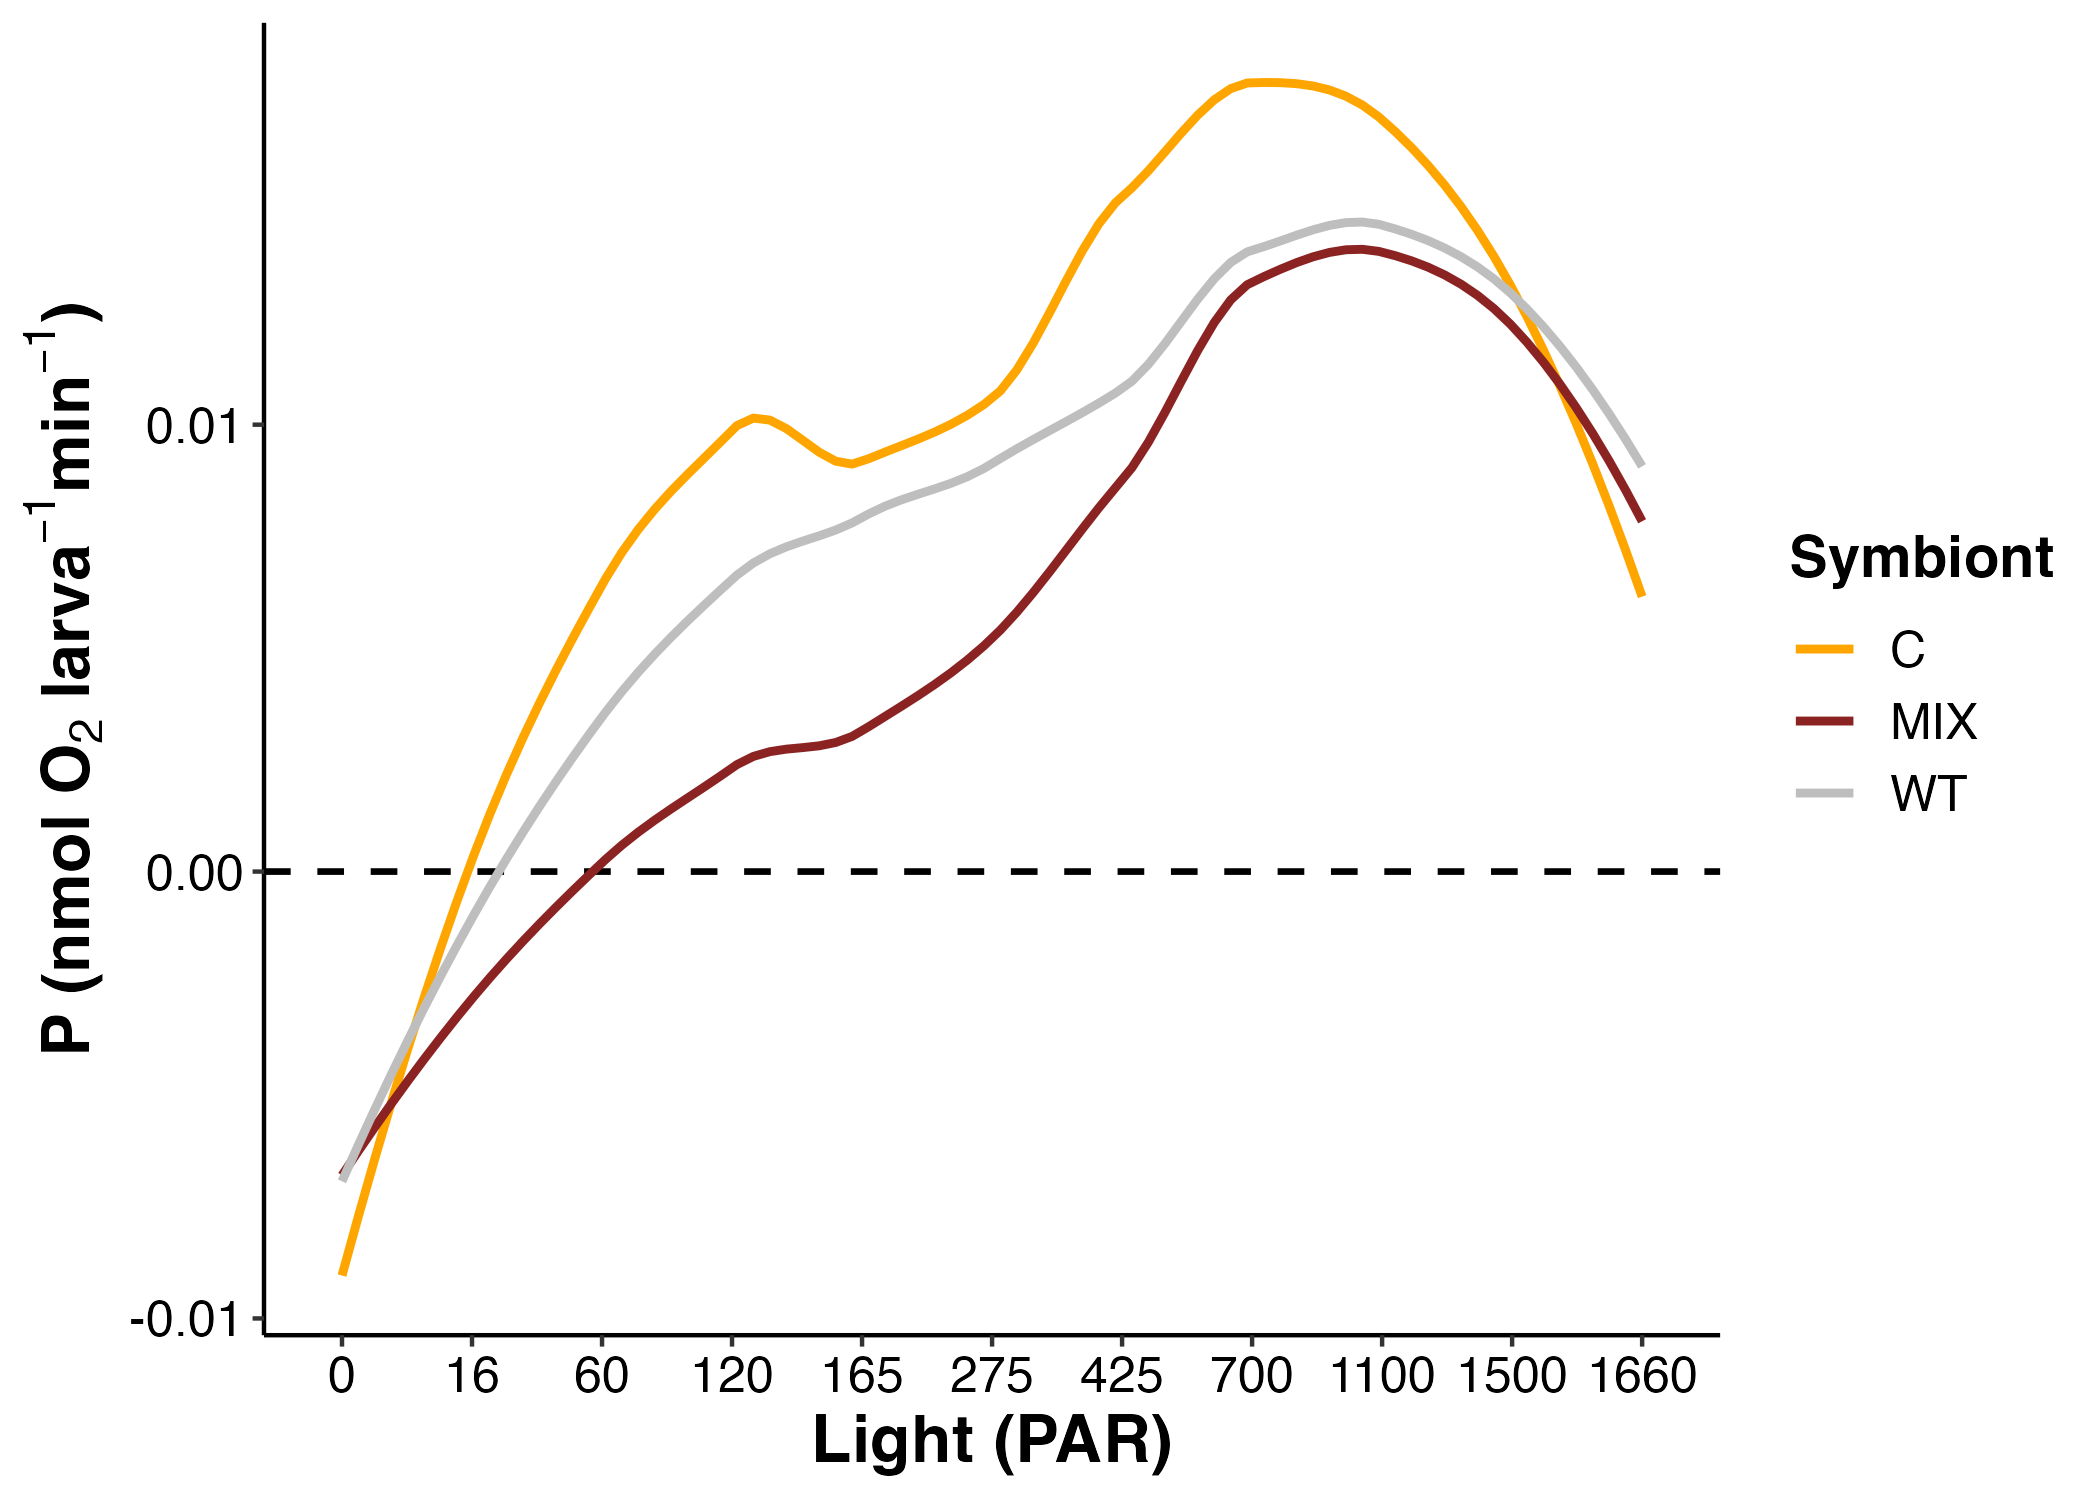 P (nmol O₂ larva⁻¹min⁻¹)
0.01
0.00
-0.01
0 16 60 120 165 275 425 700 1100 1500 1660
Light (PAR)
Symbiont
C
MIX
WT